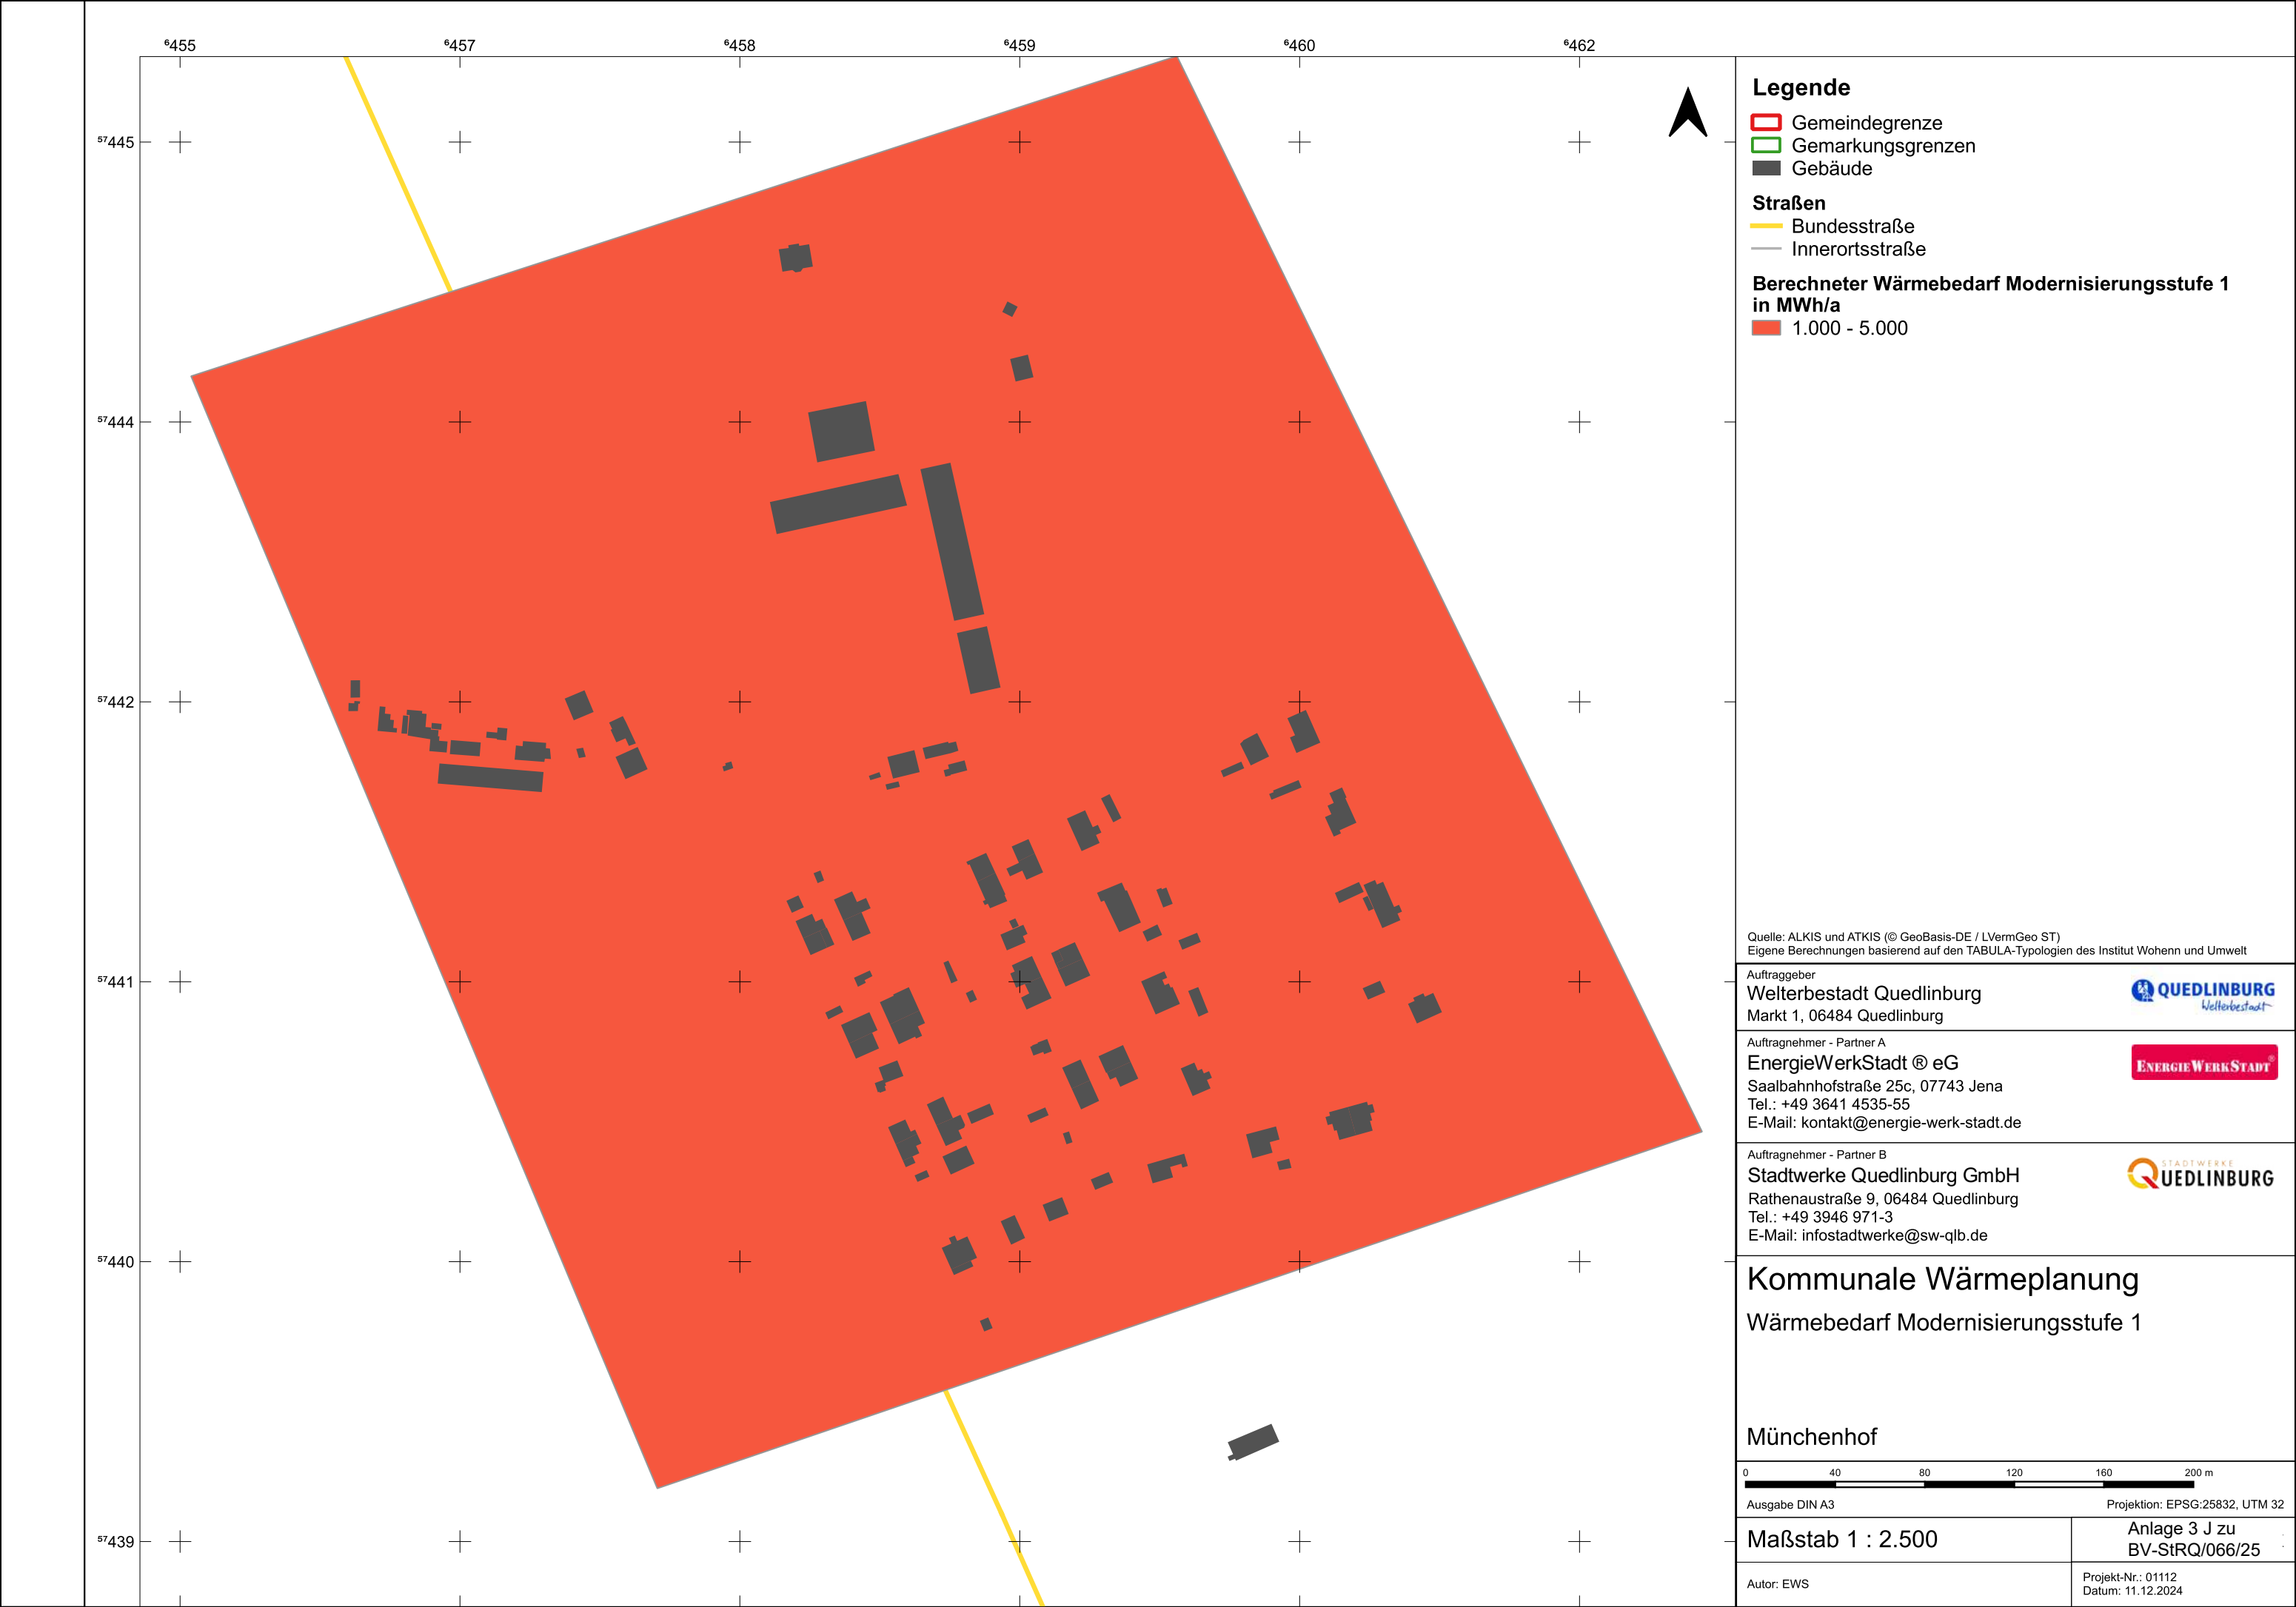 ⁶455 ⁶457 ⁶458 ⁶459 ⁶460 ⁶462
⁵⁷445
⁵⁷444
⁵⁷442
⁵⁷441
⁵⁷440
⁵⁷439
Legende
Gemeindegrenze
Gemarkungsgrenzen
Gebäude
Straßen
Bundesstraße
Innerortsstraße
Berechneter Wärmebedarf Modernisierungsstufe 1
in MWh/a
1.000 - 5.000
Quelle: ALKIS und ATKIS (© GeoBasis-DE / LVermGeo ST)
Eigene Berechnungen basierend auf den TABULA-Typologien des Institut Wohenn und Umwelt
Auftraggeber
Welterbestadt Quedlinburg
Markt 1, 06484 Quedlinburg
QUEDLINBURG
Welterbestadt
Auftragnehmer - Partner A
EnergieWerkStadt ® eG
Saalbahnhofstraße 25c, 07743 Jena
Tel.: +49 3641 4535-55
E-Mail: kontakt@energie-werk-stadt.de
ENERGIEWERKSTADT®
Auftragnehmer - Partner B
Stadtwerke Quedlinburg GmbH
Rathenaustraße 9, 06484 Quedlinburg
Tel.: +49 3946 971-3
E-Mail: infostadtwerke@sw-qlb.de
STADTWERKE
QUEDLINBURG
Kommunale Wärmeplanung
Wärmebedarf Modernisierungsstufe 1
Münchenhof
0 40 80 120 160 200 m
Ausgabe DIN A3
Projektion: EPSG:25832, UTM 32
Maßstab 1 : 2.500
Anlage 3 J zu
BV-StRQ/066/25
Autor: EWS
Projekt-Nr.: 01112
Datum: 11.12.2024